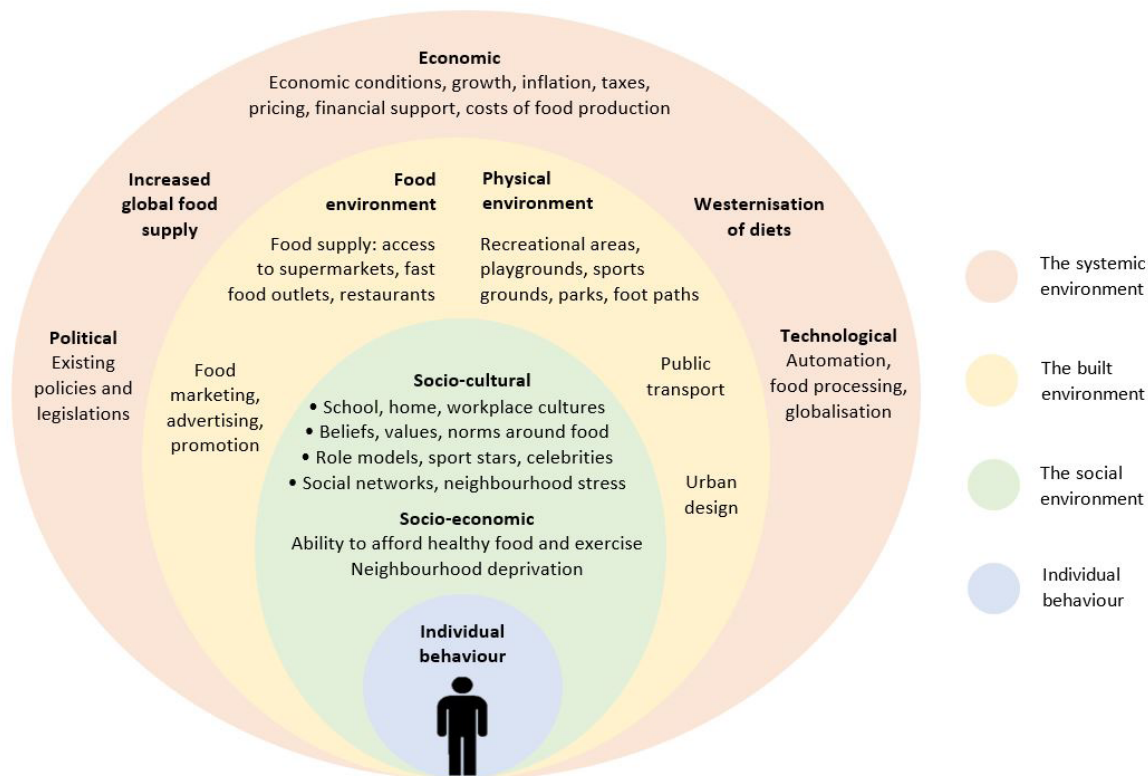 Economic
Economic conditions, growth, inflation, taxes,
pricing, financial support, costs of food production
Increased
global food
supply
Food
environment
Food supply: access
to supermarkets, fast
food outlets, restaurants
Physical
environment
Recreational areas,
playgrounds, sports
grounds, parks, foot paths
Westernisation
of diets
Political
Existing
policies and
legislations
Food
marketing,
advertising,
promotion
Socio-cultural
• School, home, workplace cultures
• Beliefs, values, norms around food
• Role models, sport stars, celebrities
• Social networks, neighbourhood stress
Socio-economic
Ability to afford healthy food and exercise
Neighbourhood deprivation
Public
transport
Urban
design
Technological
Automation,
food processing,
globalisation
Individual
behaviour
The systemic
environment
The built
environment
The social
environment
Individual
behaviour